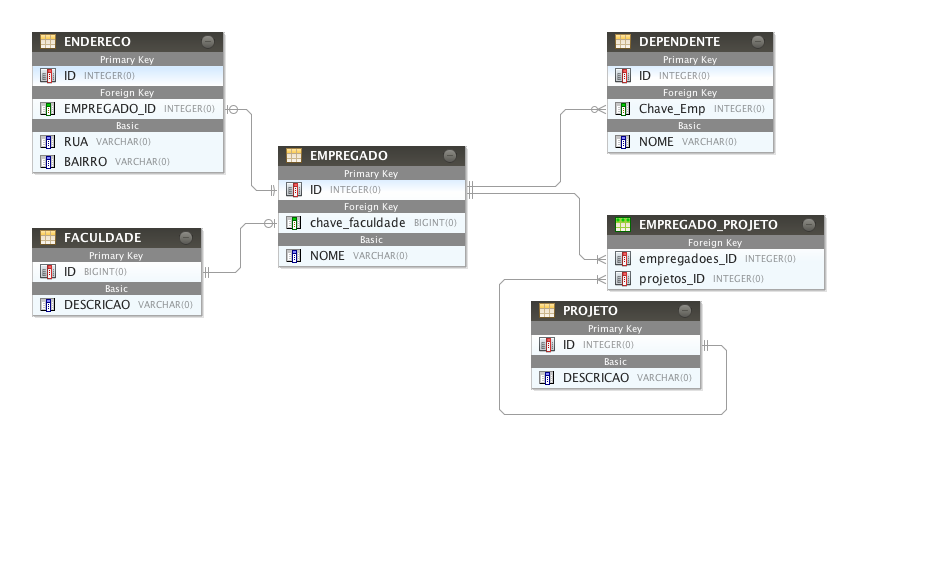 ENDERECO
Primary Key
ID INTEGER(0)
Foreign Key
EMPREGADO_ID INTEGER(0)
Basic
RUA VARCHAR(0)
BAIRRO VARCHAR(0)
FACULDADE
Primary Key
ID BIGINT(0)
Basic
DESCRICAO VARCHAR(0)
EMPREGADO
Primary Key
ID INTEGER(0)
Foreign Key
chave_faculdade BIGINT(0)
Basic
NOME VARCHAR(0)
DEPENDENTE
Primary Key
ID INTEGER(0)
Foreign Key
Chave_Emp INTEGER(0)
Basic
NOME VARCHAR(0)
EMPREGADO_PROJETO
Foreign Key
empregadoes_ID INTEGER(0)
projetos_ID INTEGER(0)
PROJETO
Primary Key
ID INTEGER(0)
Basic
DESCRICAO VARCHAR(0)